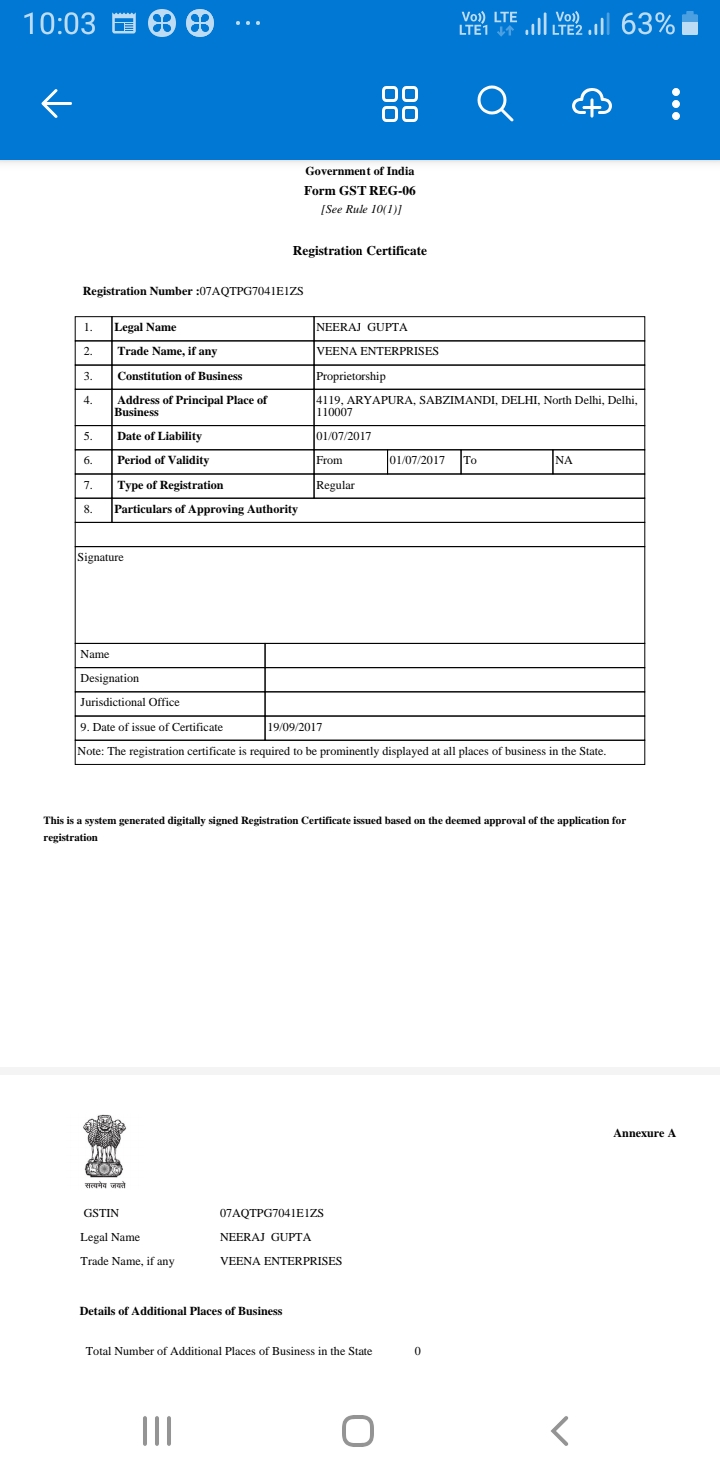 10:03
Vo)) LTE LTE1 Vo)) LTE2 63%
Government of India
Form GST REG-06
[See Rule 10(1)]
Registration Certificate
Registration Number :07AQTPG7041E1ZS
1. Legal Name NEERAJ GUPTA
2. Trade Name, if any VEENA ENTERPRISES
3. Constitution of Business Proprietorship
4. Address of Principal Place of Business 4119, ARYAPURA, SABZIMANDI, DELHI, North Delhi, Delhi, 110007
5. Date of Liability 01/07/2017
6. Period of Validity From 01/07/2017 To NA
7. Type of Registration Regular
8. Particulars of Approving Authority
Signature
Name
Designation
Jurisdictional Office
9. Date of issue of Certificate 19/09/2017
Note: The registration certificate is required to be prominently displayed at all places of business in the State.
This is a system generated digitally signed Registration Certificate issued based on the deemed approval of the application for
registration
Annexure A
सत्यमेव जयते
GSTIN 07AQTPG7041E1ZS
Legal Name NEERAJ GUPTA
Trade Name, if any VEENA ENTERPRISES
Details of Additional Places of Business
Total Number of Additional Places of Business in the State 0